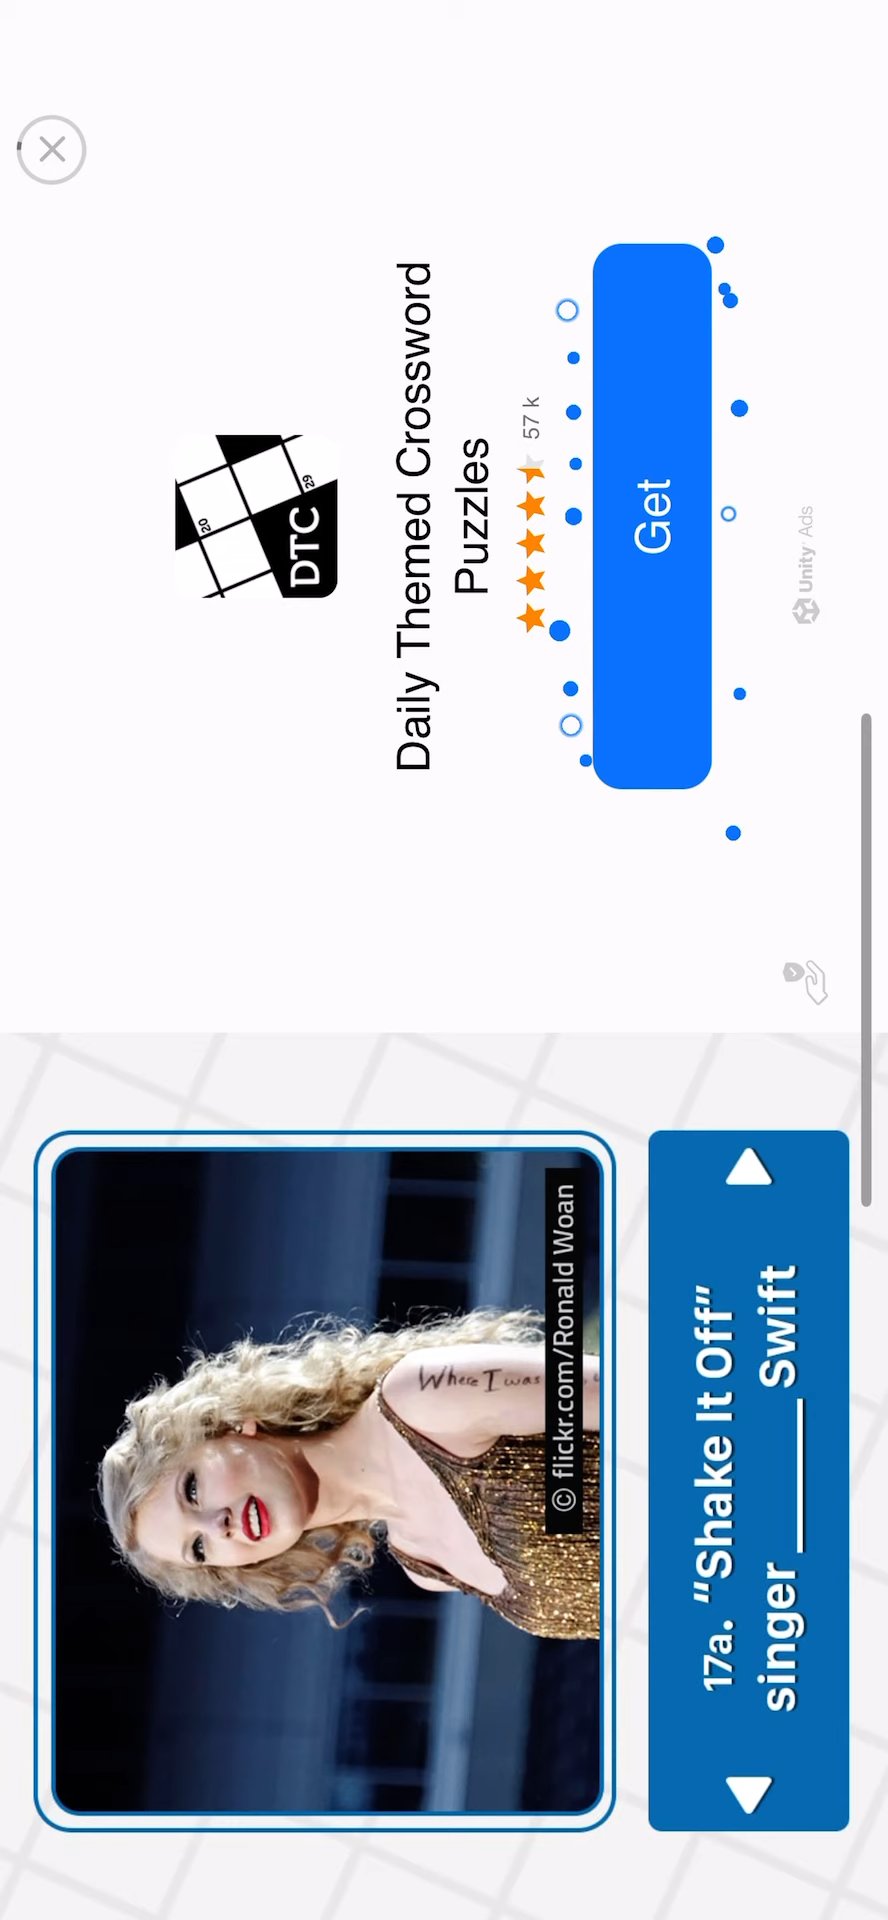 17a. "Shake It Off"
singer ______ Swift
© flickr.com/Ronald Woan
Where I was
20
29
DTC
Daily Themed Crossword
Puzzles
57 k
Get
Unity Ads